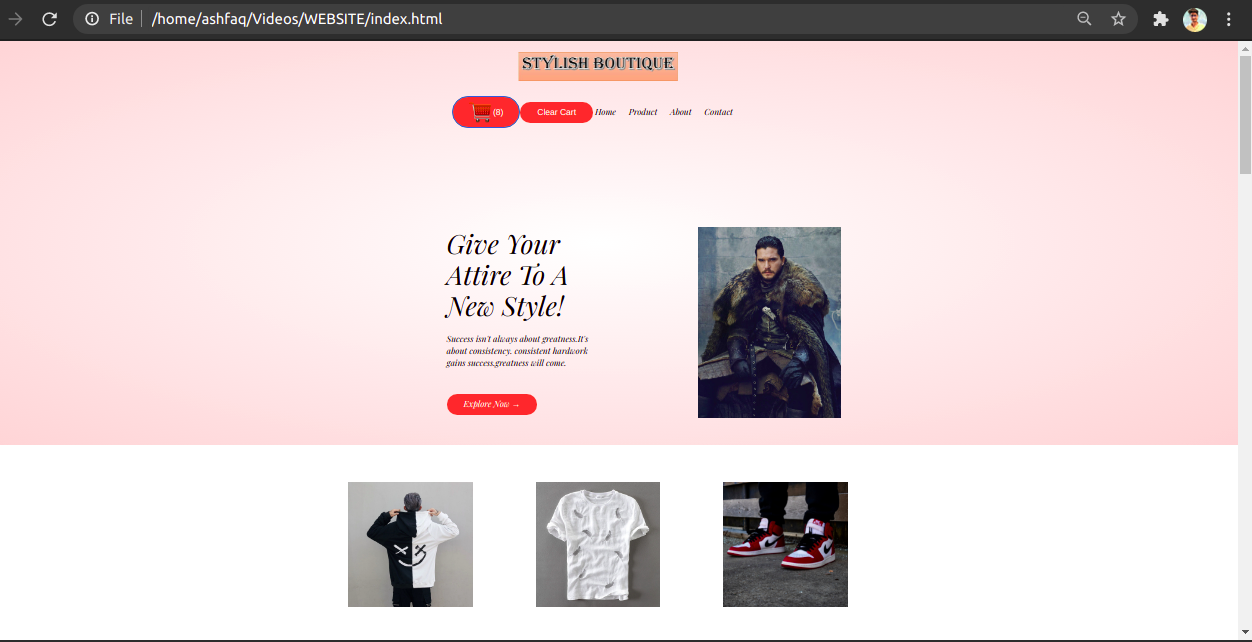 File /home/ashfaq/Videos/WEBSITE/index.html
STYLISH BOUTIQUE
(8) Clear Cart Home Product About Contact
Give Your
Attire To A
New Style!
Success isn't always about greatness.It's
about consistency. consistent hardwork
gains success.greatness will come.
Explore Now →